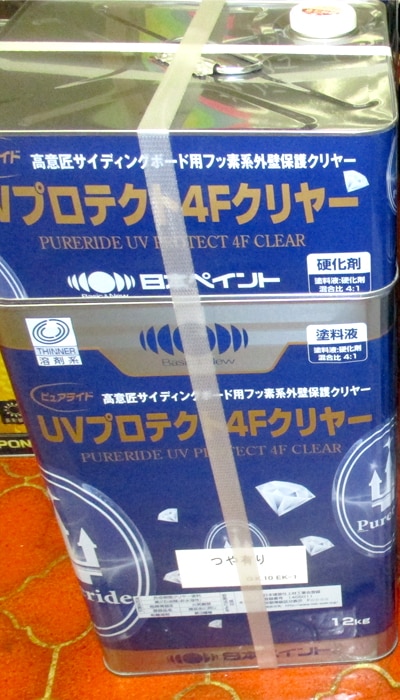 高意匠サイディングボード用フッ素系外壁保護クリヤー
UVプロテクト4Fクリヤー
PURERIDE UV PROTECT 4F CLEAR
硬化剤
塗料液:硬化剤
混合比 4:1
日本ペイント
Basic & New
THINNER
溶剤系
Basic & New
塗料液
塗料液:硬化剤
混合比 4:1
ピュアライド
高意匠サイディングボード用フッ素系外壁保護クリヤー
UVプロテクト4Fクリヤー
PURERIDE UV PROTECT 4F CLEAR
つや有り
12kg
日本ペイント